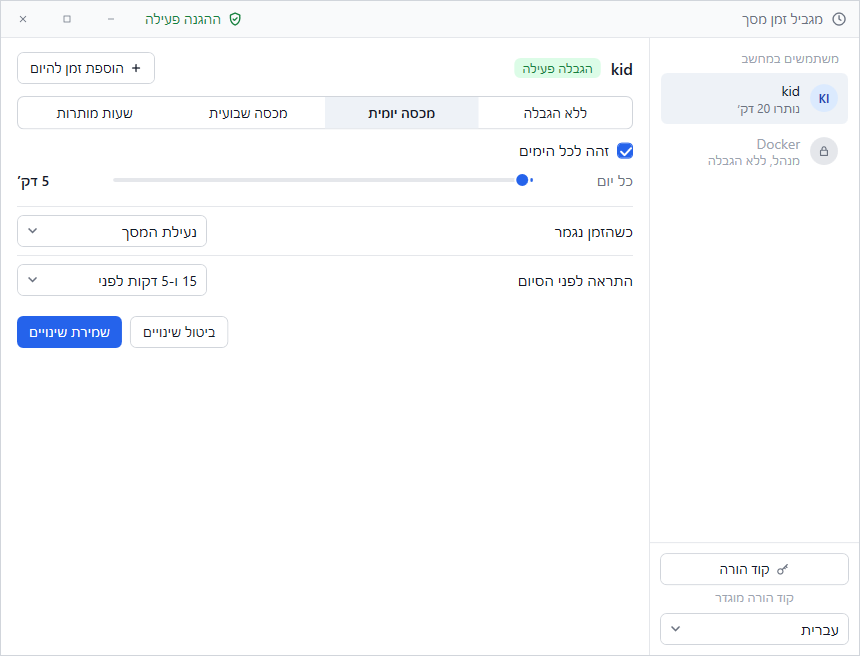 מגביל זמן מסך
ההגנה פעילה
משתמשים במחשב
KI
kid
נותרו 20 דק׳
Docker
מנהל, ללא הגבלה
kid
הגבלה פעילה
+ הוספת זמן להיום
ללא הגבלה
מכסה יומית
מכסה שבועית
שעות מותרות
זהה לכל הימים
כל יום
5 דק׳
כשהזמן נגמר
נעילת המסך
התראה לפני הסיום
15 ו-5 דקות לפני
ביטול שינויים
שמירת שינויים
קוד הורה
קוד הורה מוגדר
עברית